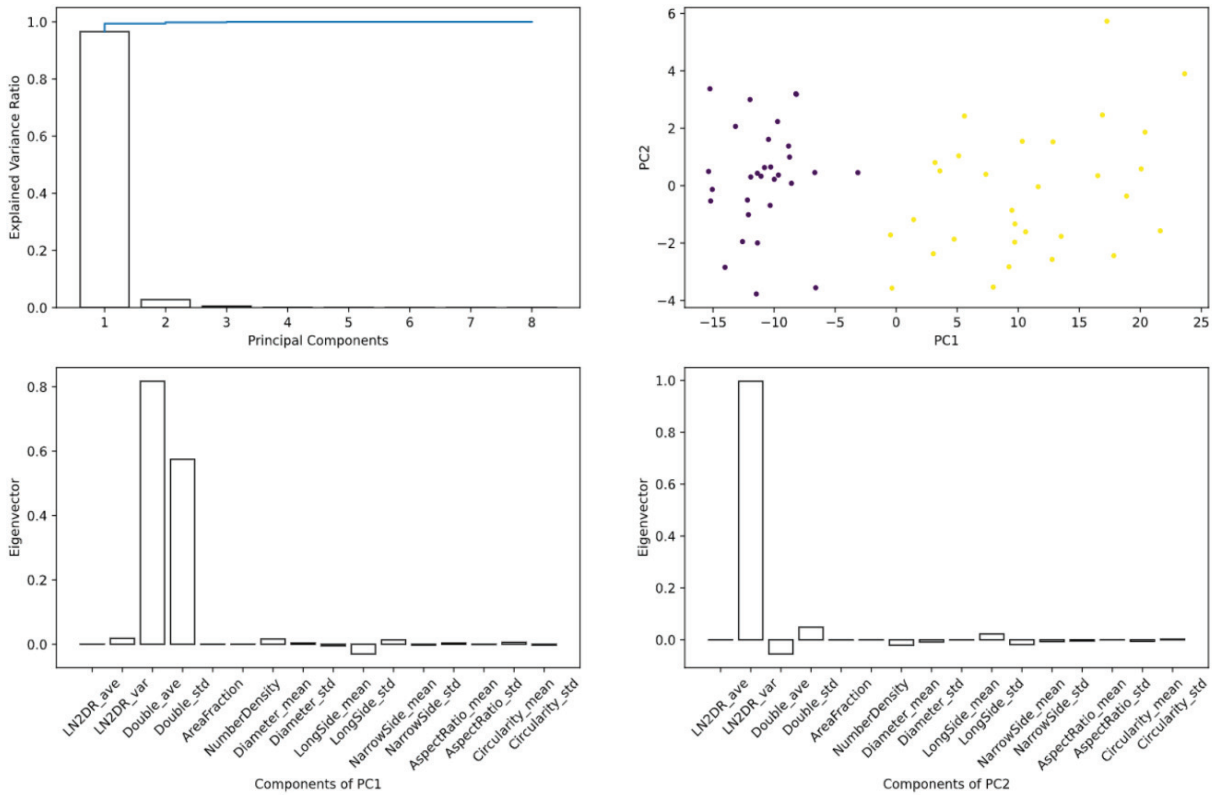 1.0
0.8
0.6
0.4
0.2
0.0
Explained Variance Ratio
1 2 3 4 5 6 7 8
Principal Components
6
4
2
0
−2
−4
PC2
−15 −10 −5 0 5 10 15 20 25
PC1
0.8
0.6
0.4
0.2
0.0
Eigenvector
LN2DR_ave
LN2DR_var
Double_ave
Double_std
AreaFraction
NumberDensity
Diameter_mean
Diameter_std
LongSide_mean
LongSide_std
NarrowSide_mean
NarrowSide_std
AspectRatio_mean
AspectRatio_std
Circularity_mean
Circularity_std
Components of PC1
1.0
0.8
0.6
0.4
0.2
0.0
Eigenvector
LN2DR_ave
LN2DR_var
Double_ave
Double_std
AreaFraction
NumberDensity
Diameter_mean
Diameter_std
LongSide_mean
LongSide_std
NarrowSide_mean
NarrowSide_std
AspectRatio_mean
AspectRatio_std
Circularity_mean
Circularity_std
Components of PC2